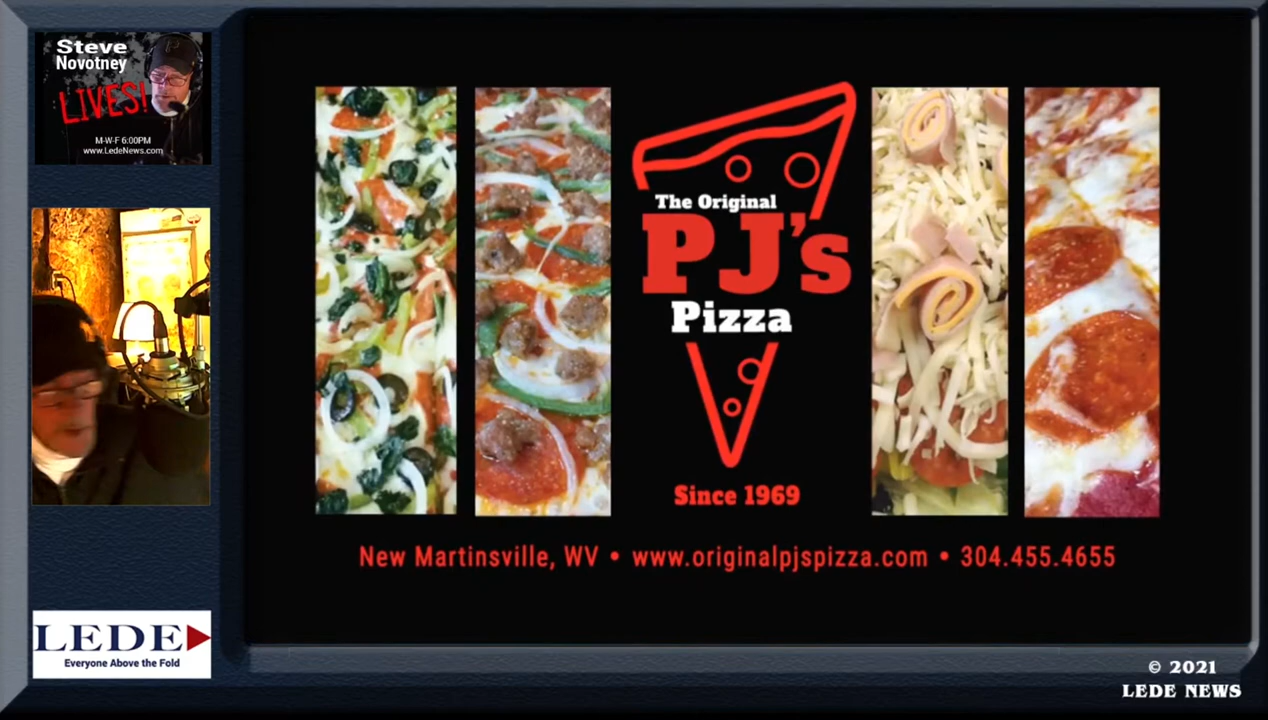 Steve
Novotney
LIVES!
M-W-F 6:00PM
www.LedeNews.com
The Original
PJ's
Pizza
Since 1969
New Martinsville, WV • www.originalpjspizza.com • 304.455.4655
LEDE
Everyone Above the Fold
© 2021
LEDE NEWS